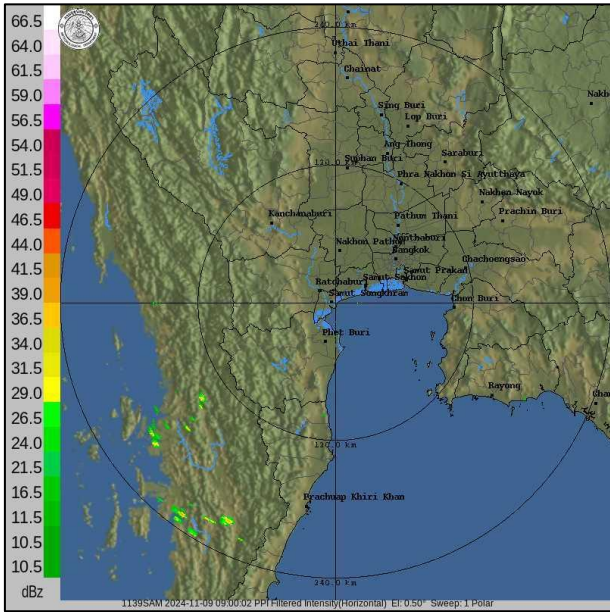 66.5
64.0
61.5
59.0
56.5
54.0
51.5
49.0
46.5
44.0
41.5
39.0
36.5
34.0
31.5
29.0
26.5
24.0
21.5
16.5
11.5
10.5
10.5
dBz
240.0 km
Uthai Thani
Chainat
Nakh
Sing Buri
Lop Buri
Ang Thong
120.0 km
Suphan Buri
Saraburi
Phra Nakhon Si Ayutthaya
Nakhon Nayok
Kanchanaburi
Pathum Thani
Prachin Buri
Nonthaburi
Nakhon Pathom
Bangkok
Samut Prakan
Chachoengsao
Ratchaburi
Samut Sakhon
Samut Songkhram
Chon Buri
Phet Buri
Rayong
Chan
120.0 km
Prachuap Khiri Khan
240.0 km
1139SAM 2024-11-09 09:00:02 PPI Filtered Intensity(Horizontal) El: 0.50° Sweep: 1 Polar